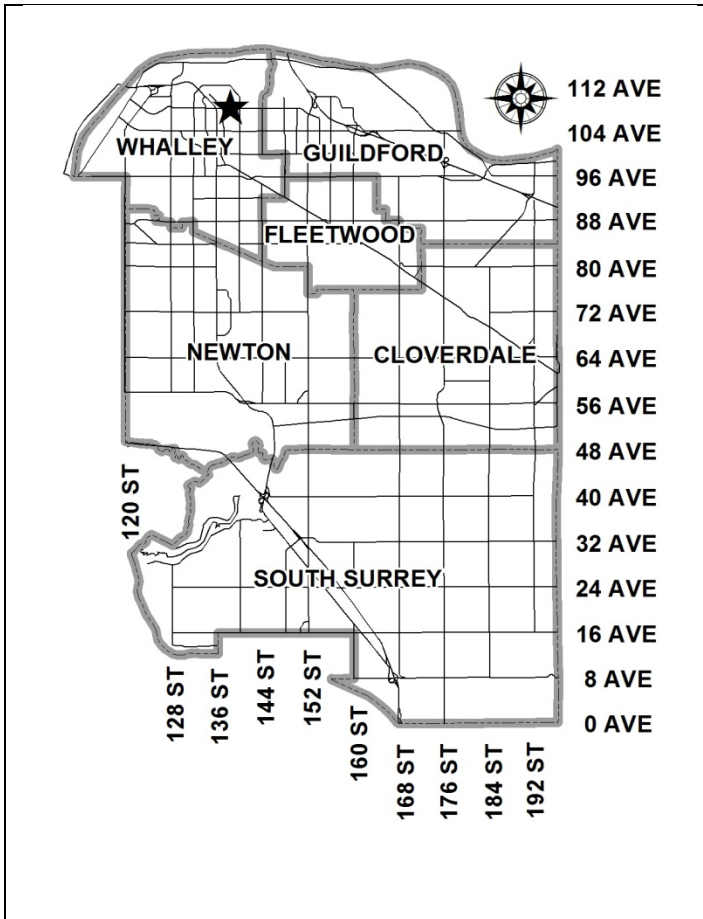 112 AVE
104 AVE
WHALLEY
GUILDFORD
96 AVE
88 AVE
FLEETWOOD
80 AVE
72 AVE
NEWTON
CLOVERDALE
64 AVE
56 AVE
48 AVE
120 ST
40 AVE
32 AVE
SOUTH SURREY
24 AVE
16 AVE
8 AVE
0 AVE
128 ST
136 ST
144 ST
152 ST
160 ST
168 ST
176 ST
184 ST
192 ST